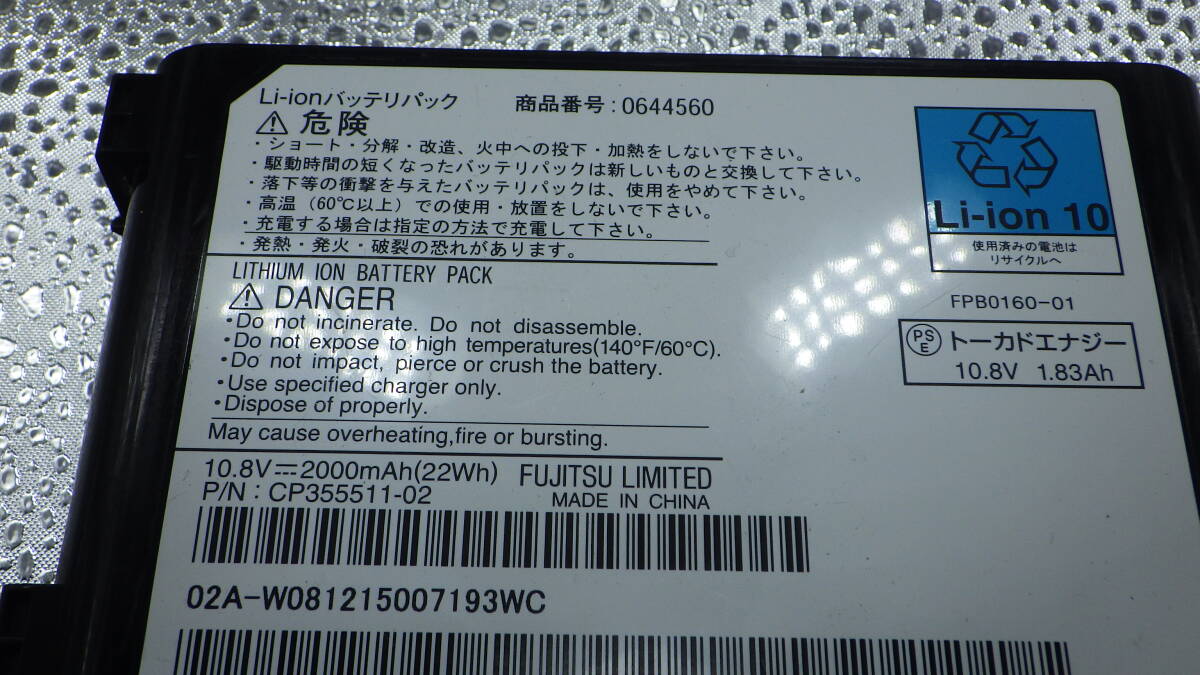 Li-ionバッテリパック 商品番号:0644560
⚠ 危険
・ショート・分解・改造、火中への投下・加熱をしないで下さい。
・駆動時間の短くなったバッテリパックは新しいものと交換して下さい。
・落下等の衝撃を与えたバッテリパックは、使用をやめて下さい。
・高温（60℃以上）での使用・放置をしないで下さい。
・充電する場合は指定の方法で充電して下さい。
・発熱・発火・破裂の恐れがあります。
LITHIUM ION BATTERY PACK
⚠ DANGER
・Do not incinerate. Do not disassemble.
・Do not expose to high temperatures(140°F/60°C).
・Do not impact, pierce or crush the battery.
・Use specified charger only.
・Dispose of properly.
May cause overheating,fire or bursting.
10.8V⎓2000mAh(22Wh) FUJITSU LIMITED
P/N : CP355511-02 MADE IN CHINA
02A-W081215007193WC
Li-ion 10
使用済みの電池は
リサイクルへ
FPB0160-01
PSE トーカドエナジー
10.8V 1.83Ah